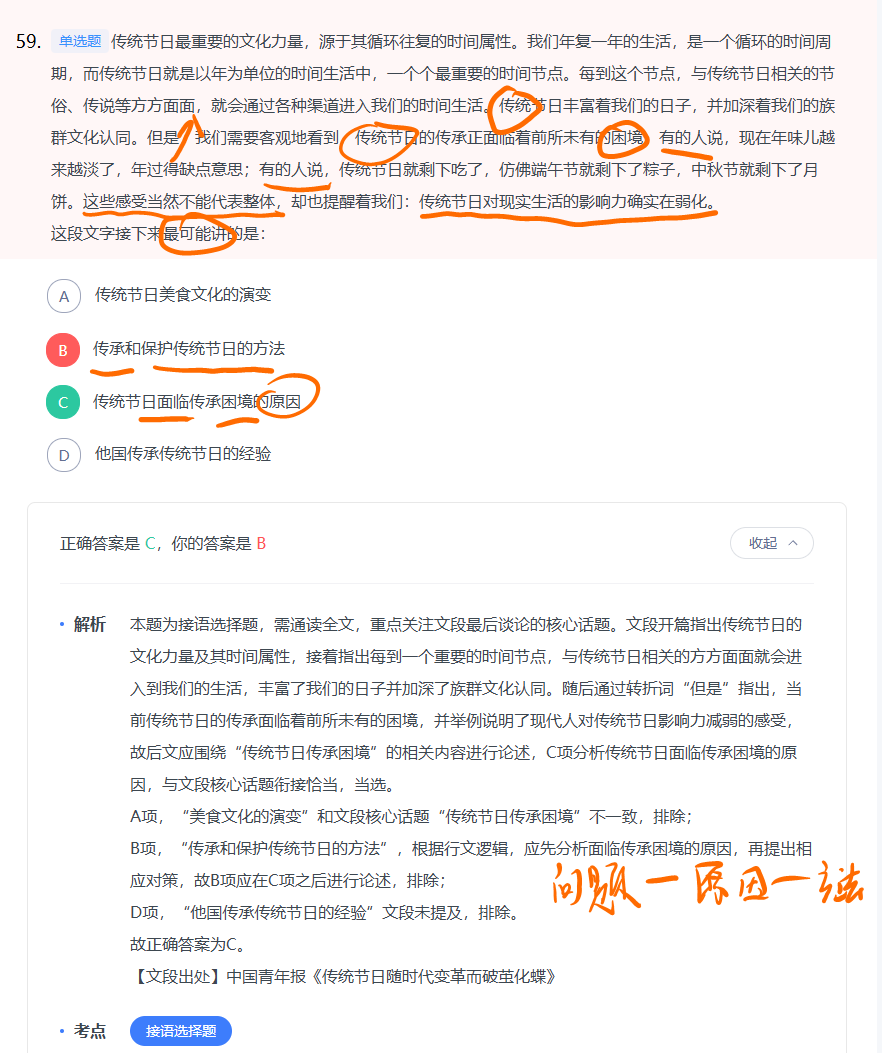 59. 单选题 传统节日最重要的文化力量，源于其循环往复的时间属性。我们年复一年的生活，是一个循环的时间周
期，而传统节日就是以年为单位的时间生活中，一个个最重要的时间节点。每到这个节点，与传统节日相关的节
俗、传说等方方面面，就会通过各种渠道进入我们的时间生活。传统节日丰富着我们的日子，并加深着我们的族
群文化认同。但是，我们需要客观地看到，传统节日的传承正面临着前所未有的困境。有的人说，现在年味儿越
来越淡了，年过得缺点意思；有的人说，传统节日就剩下吃了，仿佛端午节就剩下了粽子，中秋节就剩下了月
饼。这些感受当然不能代表整体，却也提醒着我们：传统节日对现实生活的影响力确实在弱化。
这段文字接下来最可能讲的是：
A 传统节日美食文化的演变
B 传承和保护传统节日的方法
C 传统节日面临传承困境的原因
D 他国传承传统节日的经验
正确答案是 C，你的答案是 B
收起
解析 本题为接语选择题，需通读全文，重点关注文段最后谈论的核心话题。文段开篇指出传统节日的
文化力量及其时间属性，接着指出每到一个重要的时间节点，与传统节日相关的方方面面就会进
入到我们的生活，丰富了我们的日子并加深了族群文化认同。随后通过转折词“但是”指出，当
前传统节日的传承面临着前所未有的困境，并举例说明了现代人对传统节日影响力减弱的感受，
故后文应围绕“传统节日传承困境”的相关内容进行论述，C项分析传统节日面临传承困境的原
因，与文段核心话题衔接恰当，当选。
A项，“美食文化的演变”和文段核心话题“传统节日传承困境”不一致，排除；
B项，“传承和保护传统节日的方法”，根据行文逻辑，应先分析面临传承困境的原因，再提出相
应对策，故B项应在C项之后进行论述，排除；
问题一原因一方法
D项，“他国传承传统节日的经验”文段未提及，排除。
故正确答案为C。
【文段出处】中国青年报《传统节日随时代变革而破茧化蝶》
考点 接语选择题